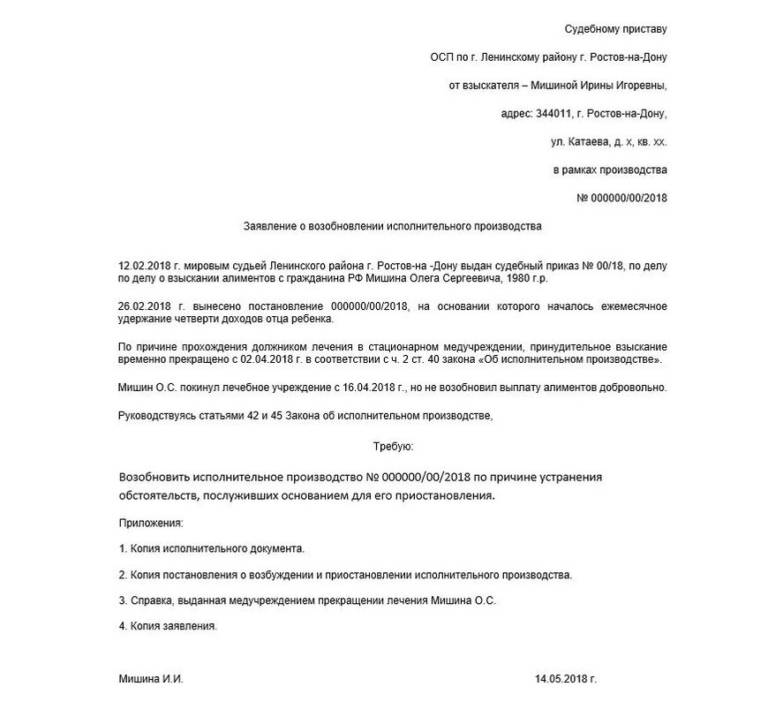 Судебному приставу
ОСП по г. Ленинскому району г. Ростов-на-Дону
от взыскателя – Мишиной Ирины Игоревны,
адрес: 344011, г. Ростов-на-Дону,
ул. Катаева, д. х, кв. хх.
в рамках производства
№ 000000/00/2018
Заявление о возобновлении исполнительного производства
12.02.2018 г. мировым судьей Ленинского района г. Ростов-на -Дону выдан судебный приказ № 00/18, по делу
по делу о взыскании алиментов с гражданина РФ Мишина Олега Сергеевича, 1980 г.р.
26.02.2018 г. вынесено постановление 000000/00/2018, на основании которого началось ежемесячное
удержание четверти доходов отца ребенка.
По причине прохождения должником лечения в стационарном медучреждении, принудительное взыскание
временно прекращено с 02.04.2018 г. в соответствии с ч. 2 ст. 40 закона «Об исполнительном производстве».
Мишин О.С. покинул лечебное учреждение с 16.04.2018 г., но не возобновил выплату алиментов добровольно.
Руководствуясь статьями 42 и 45 Закона об исполнительном производстве,
Требую:
Возобновить исполнительное производство № 000000/00/2018 по причине устранения
обстоятельств, послуживших основанием для его приостановления.
Приложения:
1. Копия исполнительного документа.
2. Копия постановления о возбуждении и приостановлении исполнительного производства.
3. Справка, выданная медучреждением прекращении лечения Мишина О.С.
4. Копия заявления.
Мишина И.И. 14.05.2018 г.